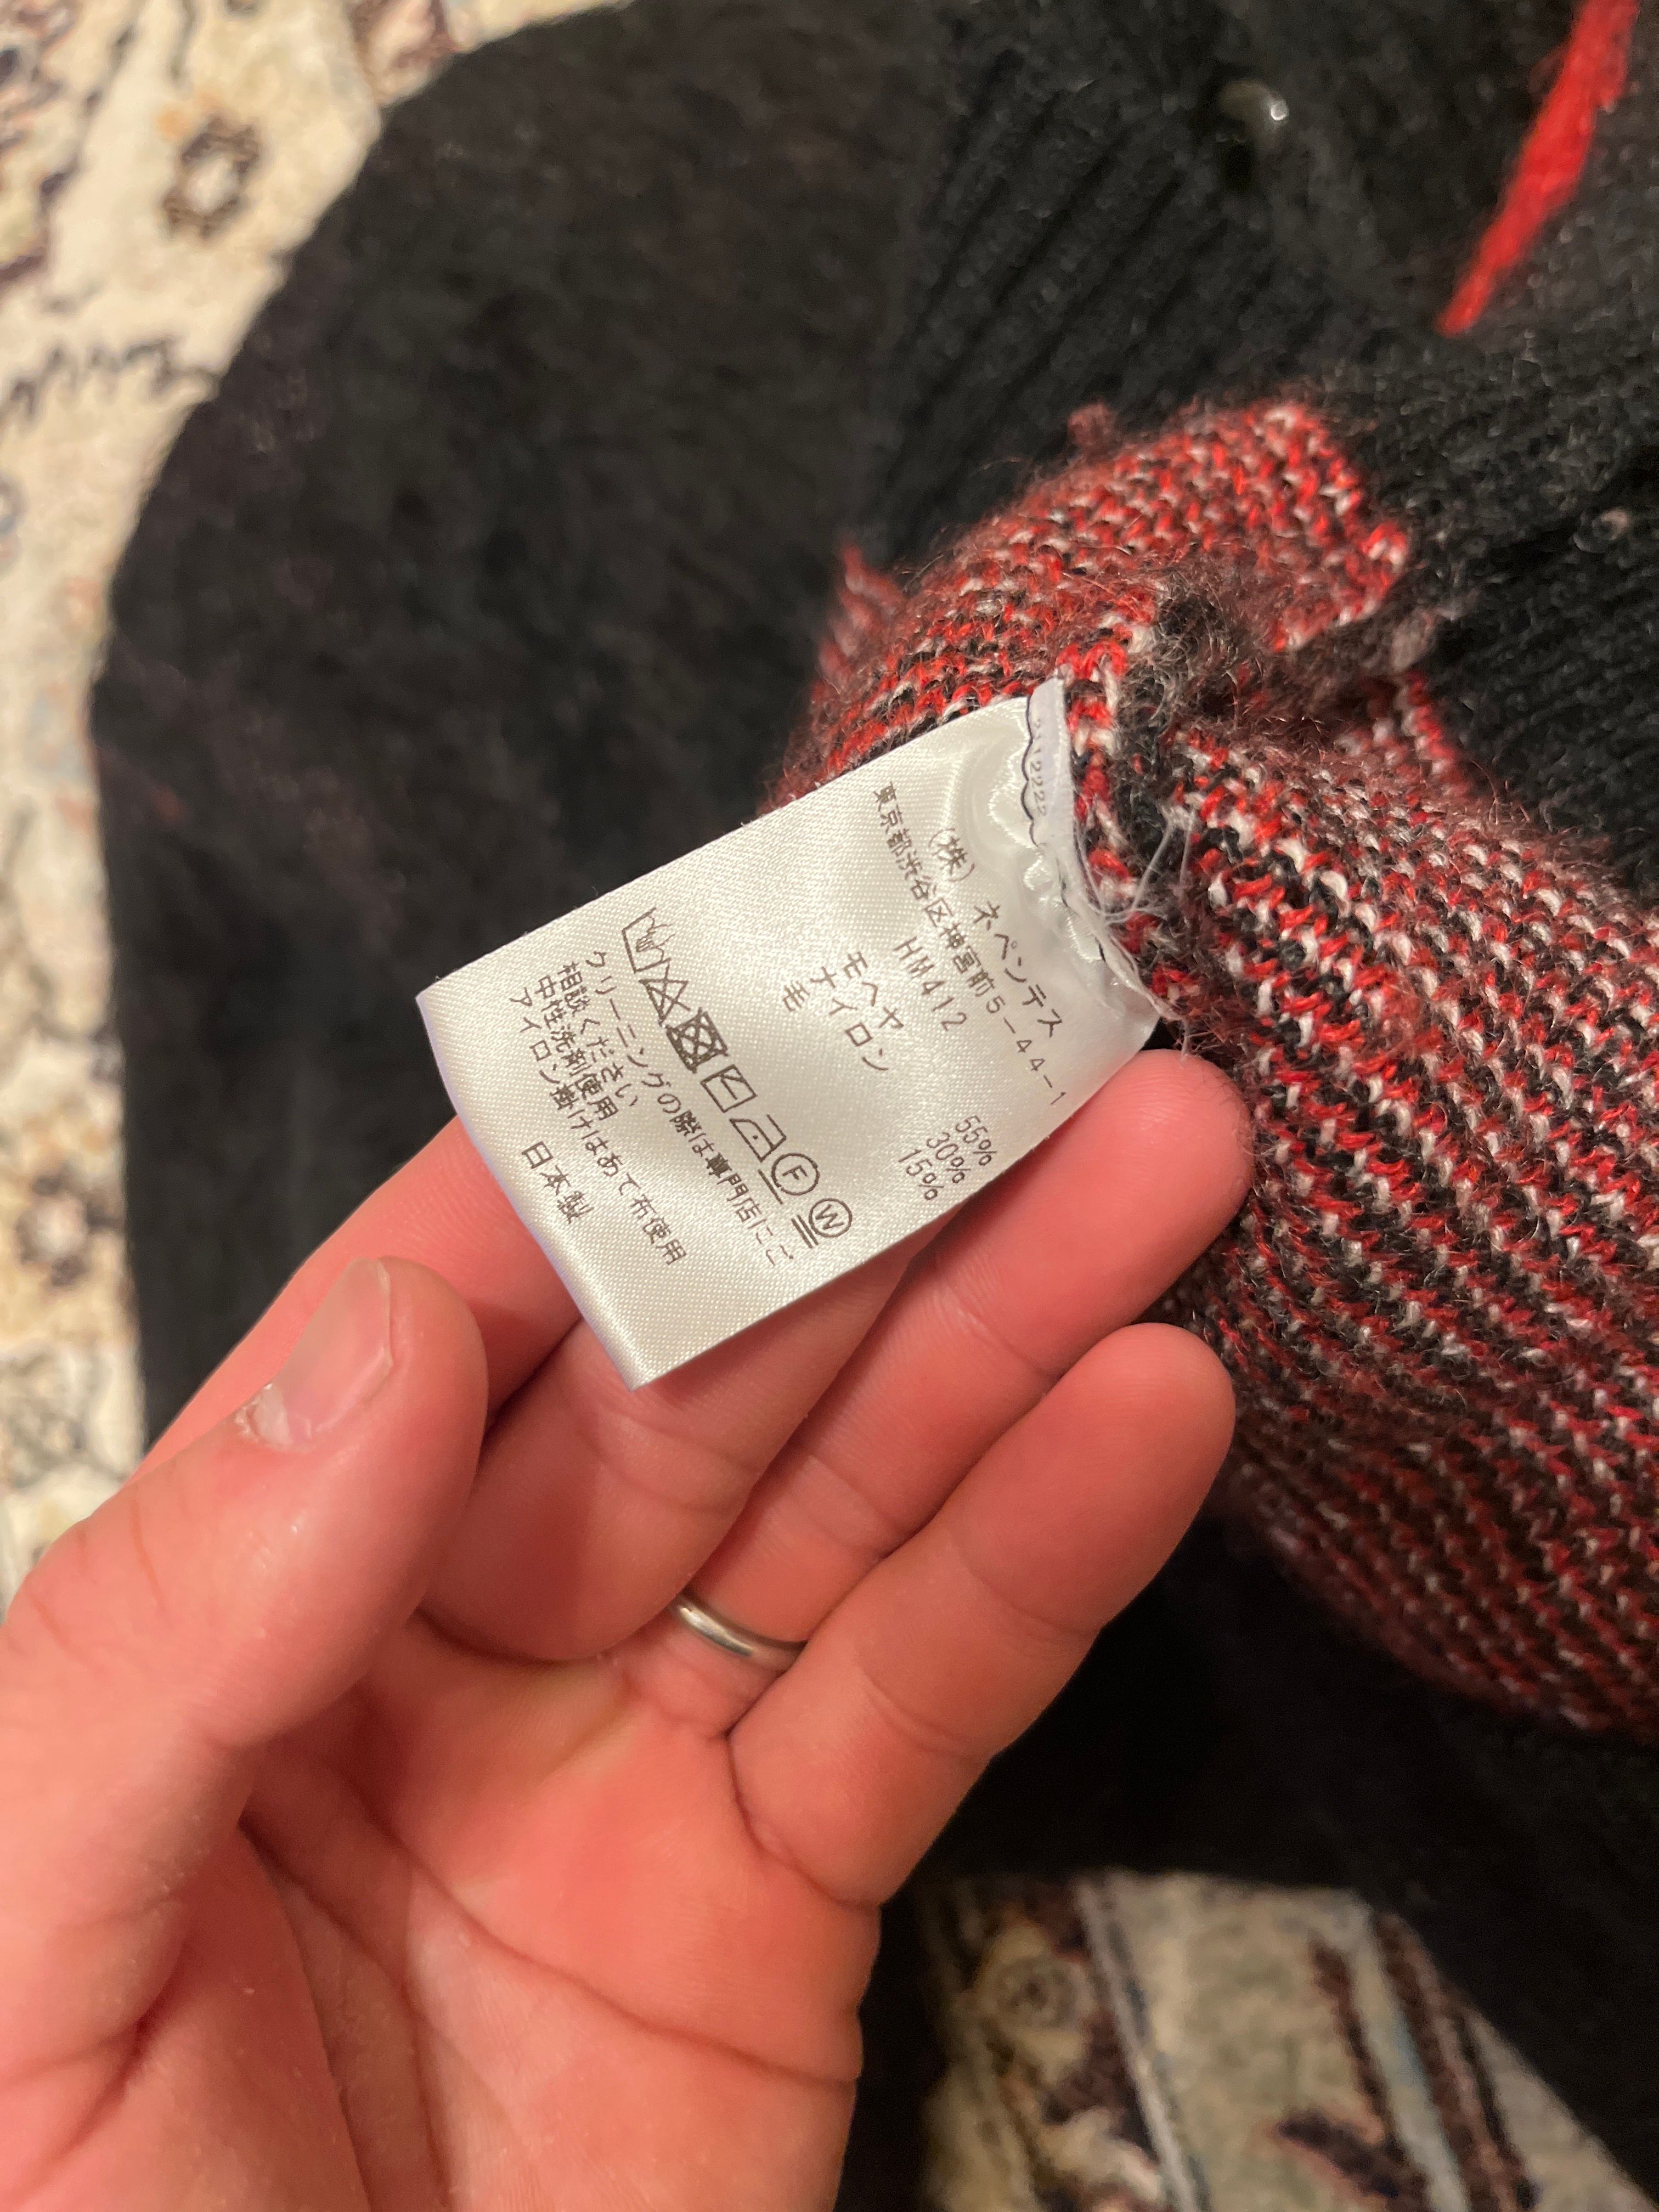 (株) ネペンテス
東京都渋谷区神宮前5-44-1
HM412
モヘヤ 55%
ナイロン 30%
毛 15%
F W
クリーニングの際は専門店にご
相談ください
中性洗剤使用
アイロン掛けはあて布使用
日本製